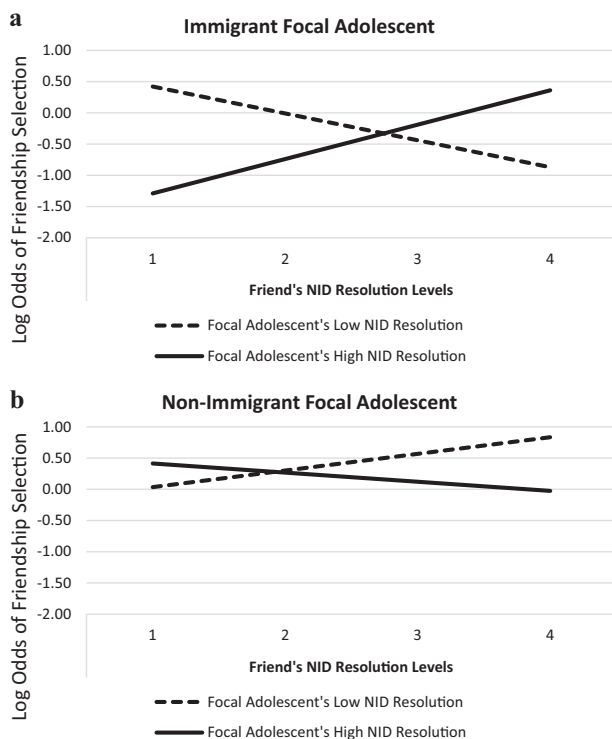 a
Immigrant Focal Adolescent
Log Odds of Friendship Selection
1.00
0.50
0.00
-0.50
-1.00
-1.50
-2.00
1 2 3 4
Friend's NID Resolution Levels
Focal Adolescent's Low NID Resolution
Focal Adolescent's High NID Resolution
b
Non-Immigrant Focal Adolescent
Log Odds of Friendship Selection
1.00
0.50
0.00
-0.50
-1.00
-1.50
-2.00
1 2 3 4
Friend's NID Resolution Levels
Focal Adolescent's Low NID Resolution
Focal Adolescent's High NID Resolution